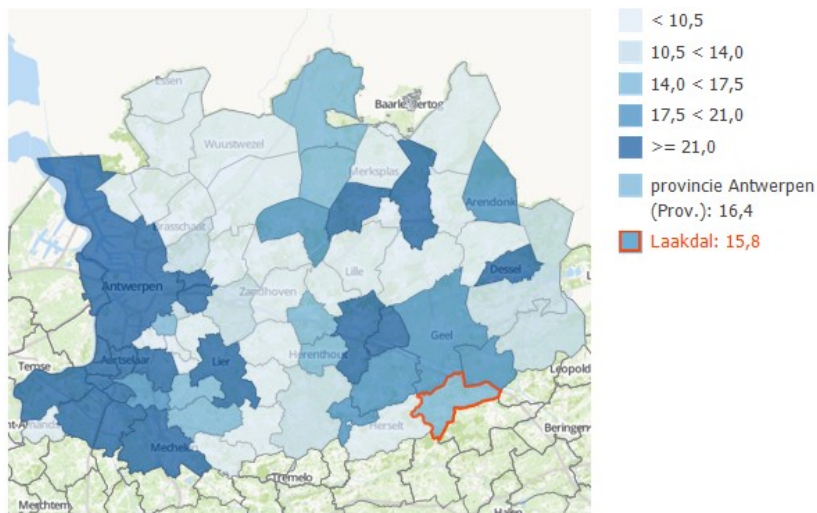 Essen
Baarle-Hertog
Wuustwezel
Merksplas
Arendonk
Brasschaat
Lille
Dessel
Antwerpen
Zandhoven
Geel
Aartselaar
Lier
Herenthout
Temse
Leopold
Herselt
Beringen
Mechelen
Tremelo
Merchtem
Halen
< 10,5
10,5 < 14,0
14,0 < 17,5
17,5 < 21,0
>= 21,0
provincie Antwerpen
(Prov.): 16,4
Laakdal: 15,8